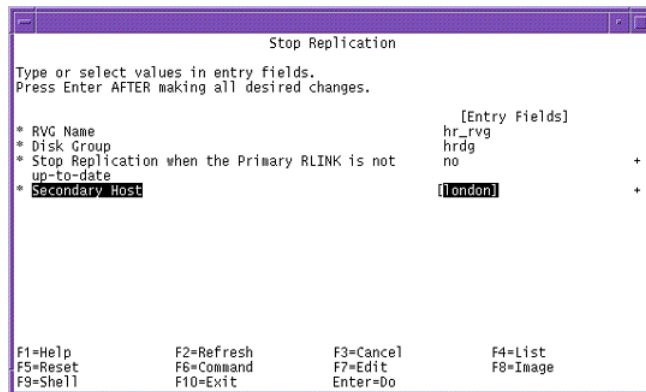 Stop Replication
Type or select values in entry fields.
Press Enter AFTER making all desired changes.
[Entry Fields]
* RVG Name hr_rvg
* Disk Group hrdg
* Stop Replication when the Primary RLINK is not no +
up-to-date
* Secondary Host [london] +
F1=Help F2=Refresh F3=Cancel F4=List
F5=Reset F6=Command F7=Edit F8=Image
F9=Shell F10=Exit Enter=Do